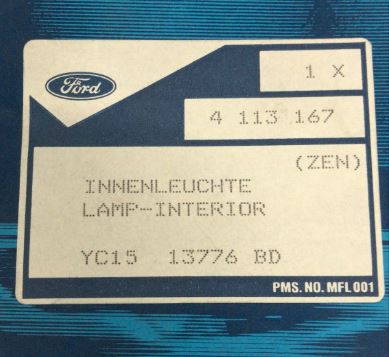 Ford
1 X
4 113 167
(ZEN)
INNENLEUCHTE
LAMP-INTERIOR
YC15 13776 BD
PMS. NO. MFL 001